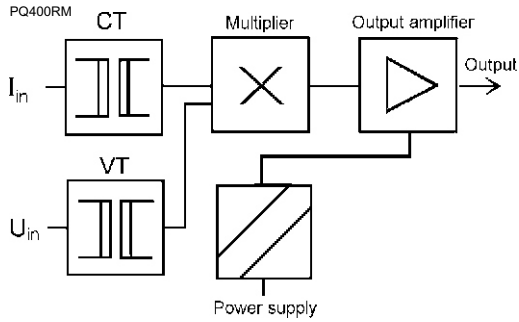 PQ400RM
CT
Multiplier
Output amplifier
Iin
Output
VT
Uin
Power supply